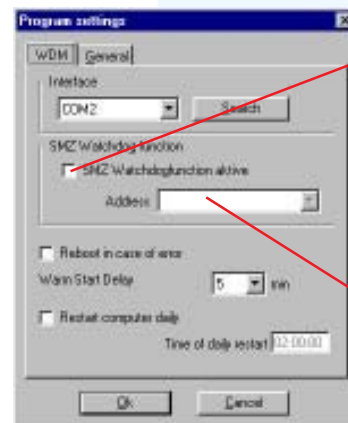 Program settings
WDM General
Interface
COM2 Search
SMZ Watchdog function
SMZ Watchdogfunction aktive
Address
Reboot in case of error
Warm Start Delay 5 min
Restart computer daily
Time of daily restart 02:00:00
Ok Cancel